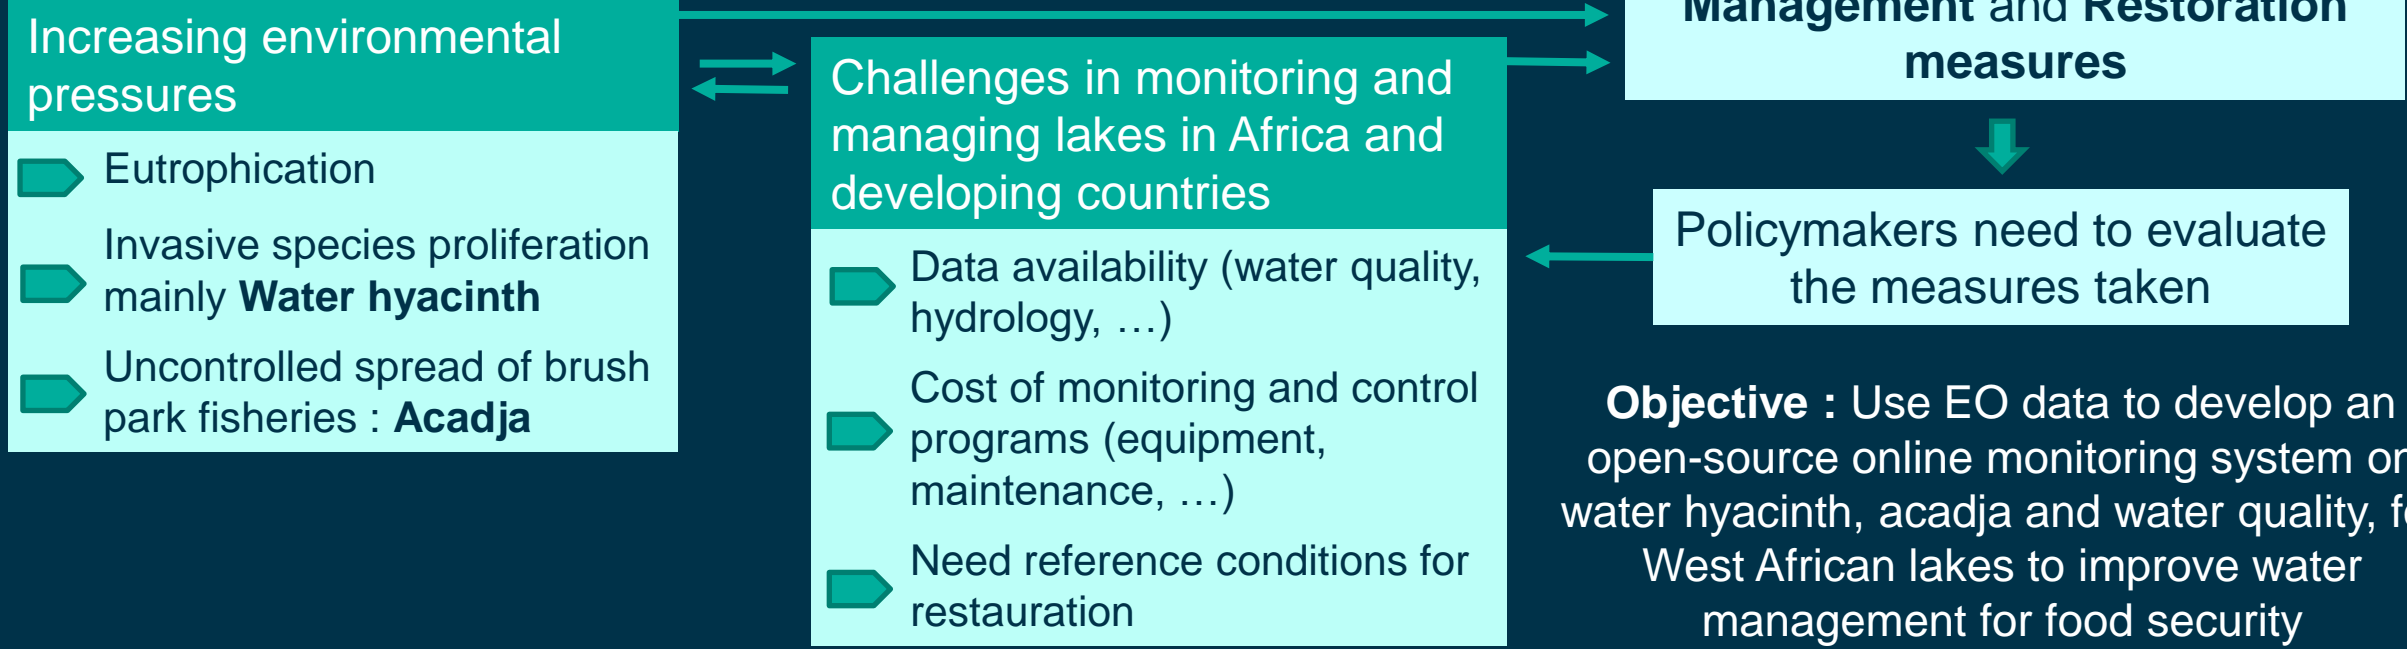 Increasing environmental
pressures
Eutrophication
Invasive species proliferation
mainly Water hyacinth
Uncontrolled spread of brush
park fisheries : Acadja
Challenges in monitoring and
managing lakes in Africa and
developing countries
Data availability (water quality,
hydrology, …)
Cost of monitoring and control
programs (equipment,
maintenance, …)
Need reference conditions for
restauration
Management and Restoration
measures
Policymakers need to evaluate
the measures taken
Objective : Use EO data to develop an
open-source online monitoring system on
water hyacinth, acadja and water quality,
West African lakes to improve water
management for food security